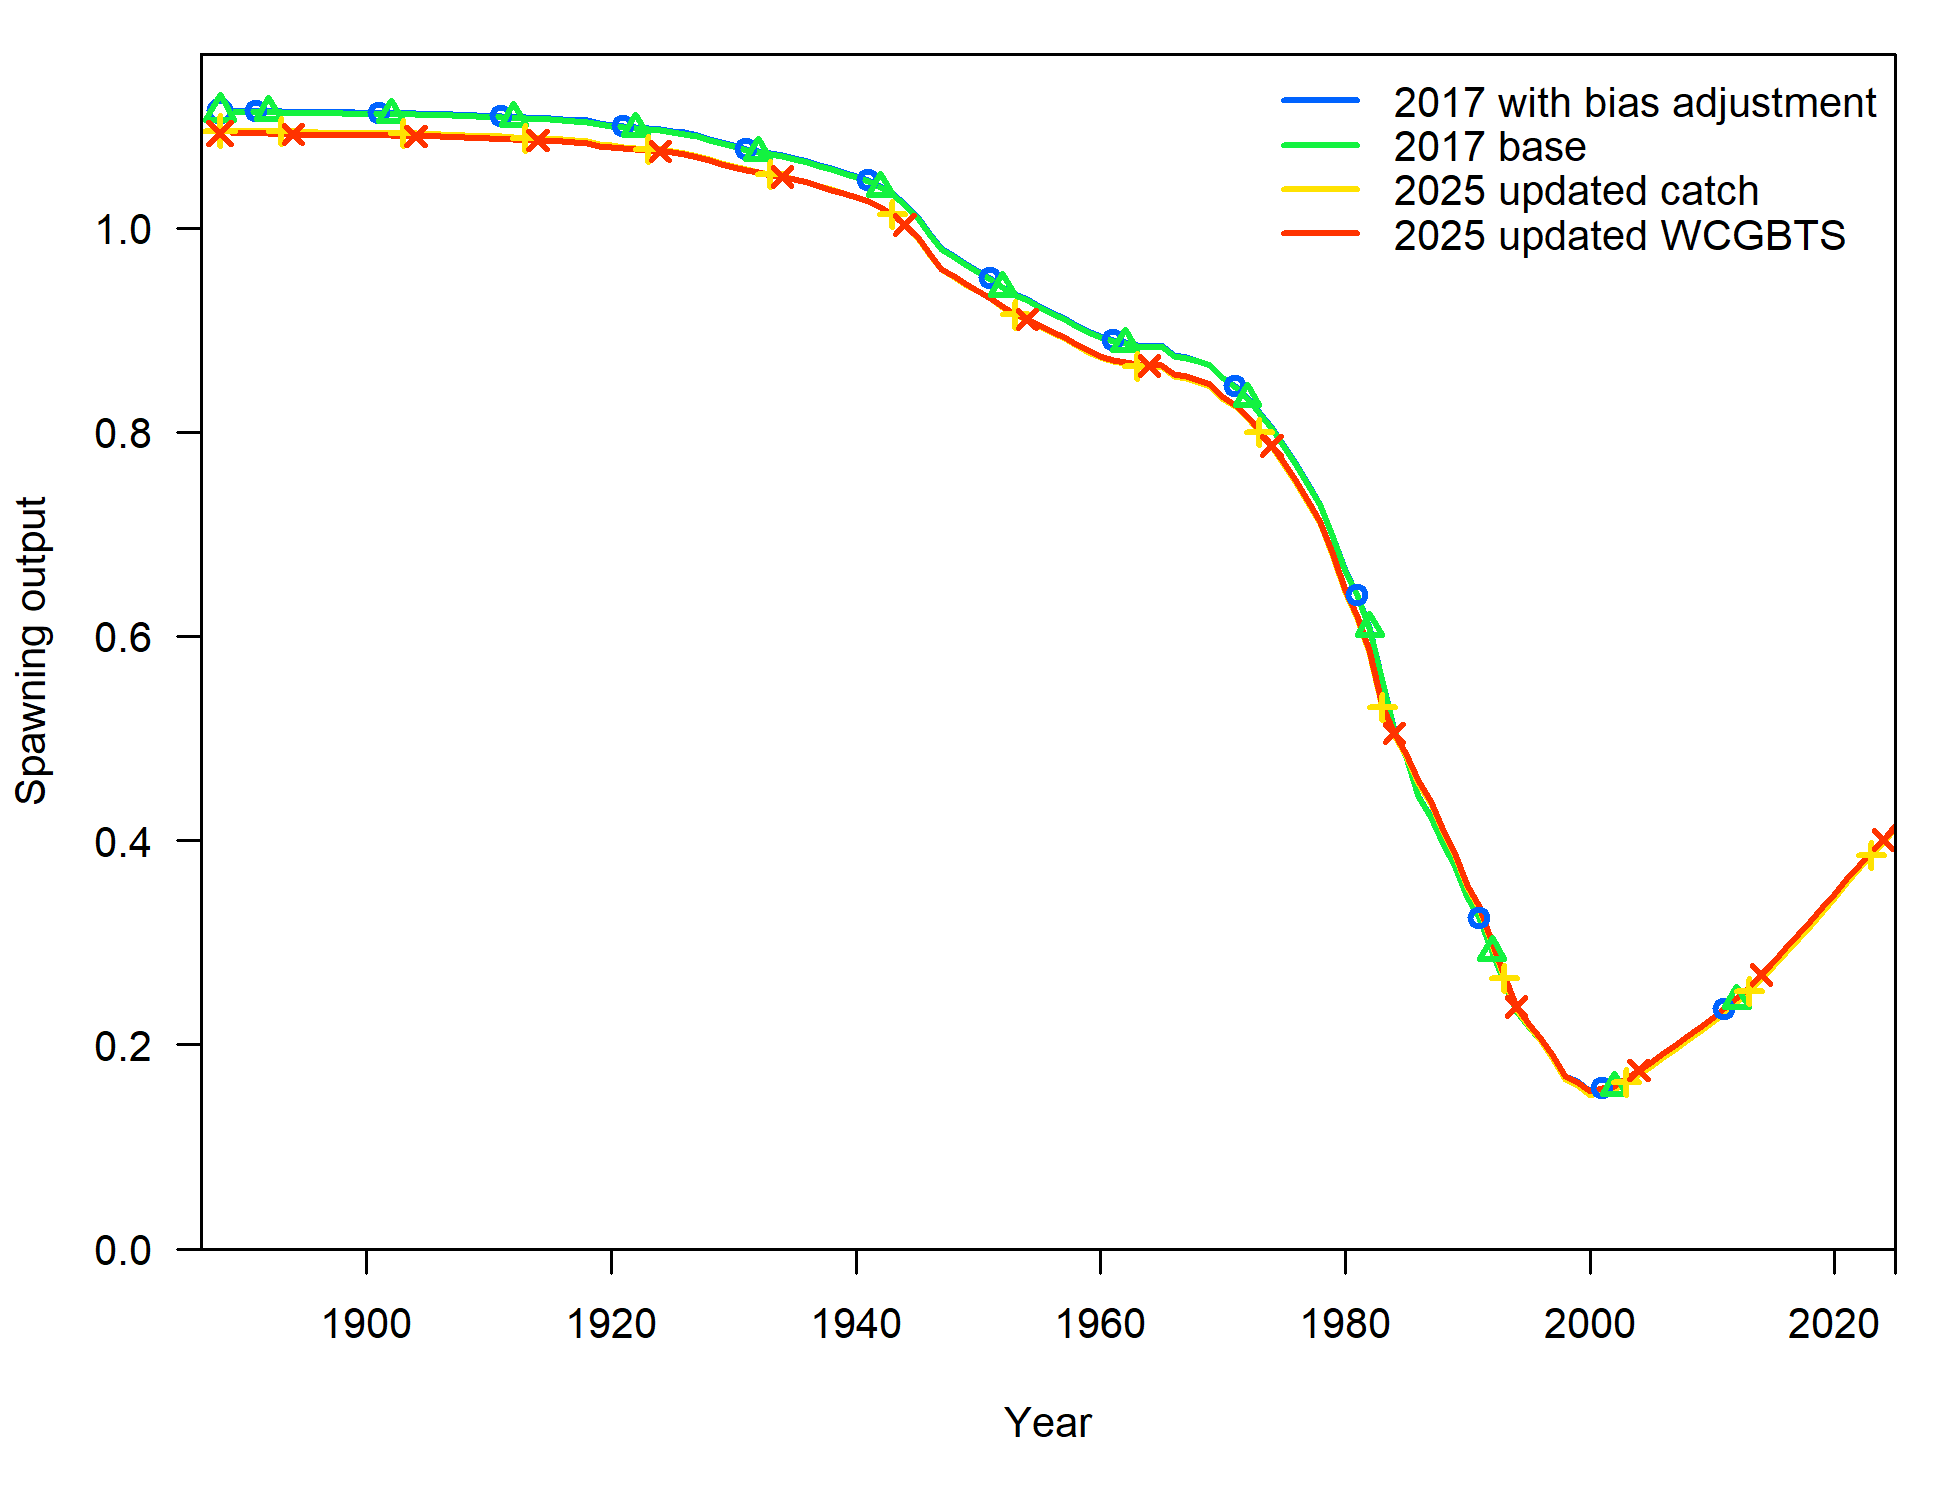 2017 with bias adjustment
2017 base
2025 updated catch
2025 updated WCGBTS
Spawning output
1.0
0.8
0.6
0.4
0.2
0.0
1900 1920 1940 1960 1980 2000 2020
Year